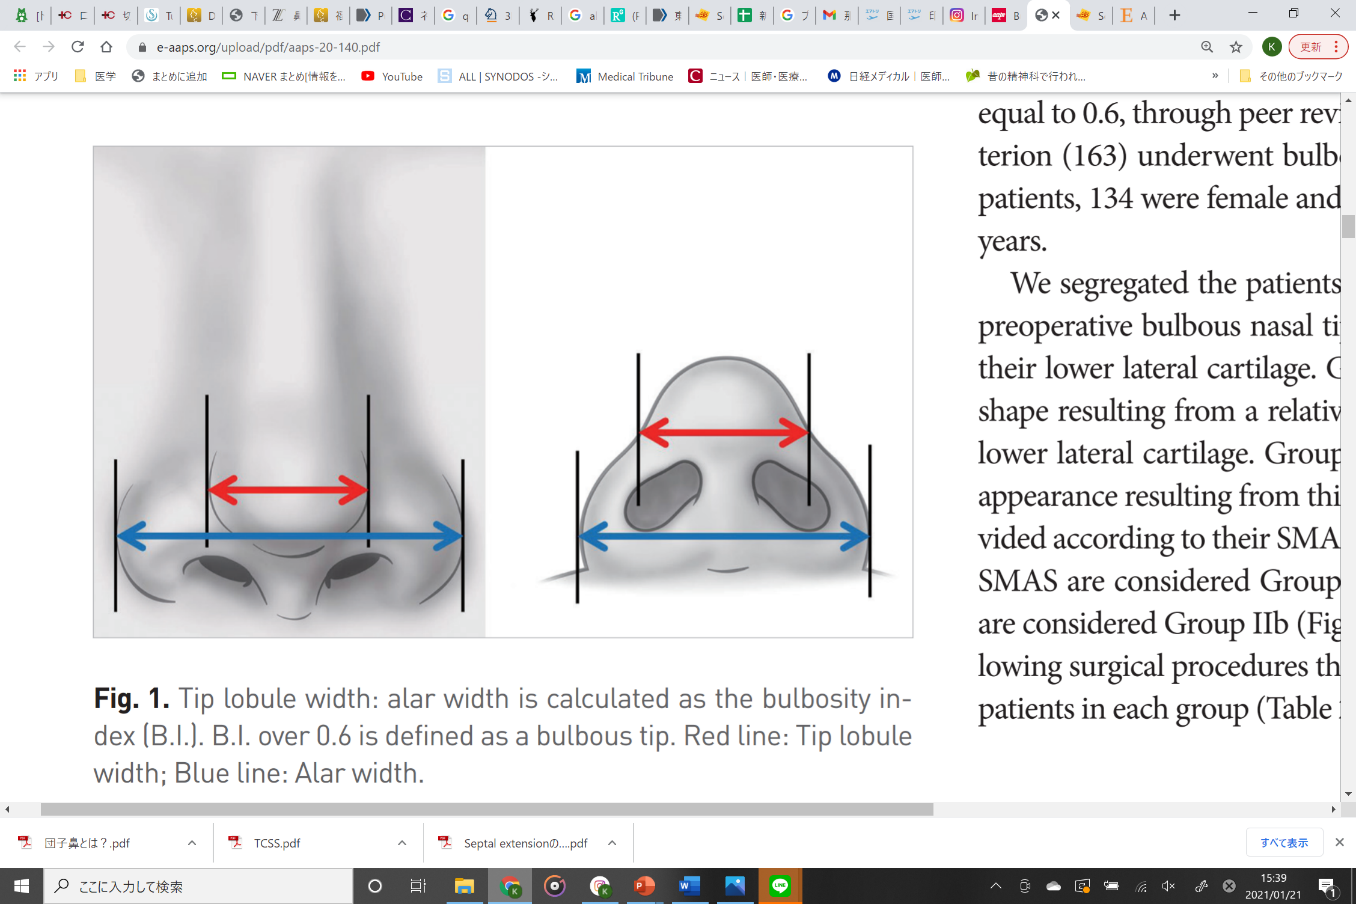 e-aaps.org/upload/pdf/aaps-20-140.pdf
更新
アプリ
医学
まとめに追加
NAVER まとめ[情報を...
YouTube
ALL | SYNODOS -シ...
Medical Tribune
ニュース | 医師・医療...
日経メディカル | 医師...
昔の精神科で行われ...
»
その他のブックマーク
equal to 0.6, through peer rev
terion (163) underwent bulb
patients, 134 were female and
years.
We segregated the patients
preoperative bulbous nasal ti
their lower lateral cartilage. G
shape resulting from a relativ
lower lateral cartilage. Group
appearance resulting from thi
vided according to their SMA
SMAS are considered Group
are considered Group IIb (Fig
lowing surgical procedures th
patients in each group (Table
Fig. 1. Tip lobule width: alar width is calculated as the bulbosity in-
dex (B.I.). B.I. over 0.6 is defined as a bulbous tip. Red line: Tip lobule
width; Blue line: Alar width.
団子鼻とは？.pdf
TCSS.pdf
Septal extensionの....pdf
すべて表示
ここに入力して検索
15:39
2021/01/21